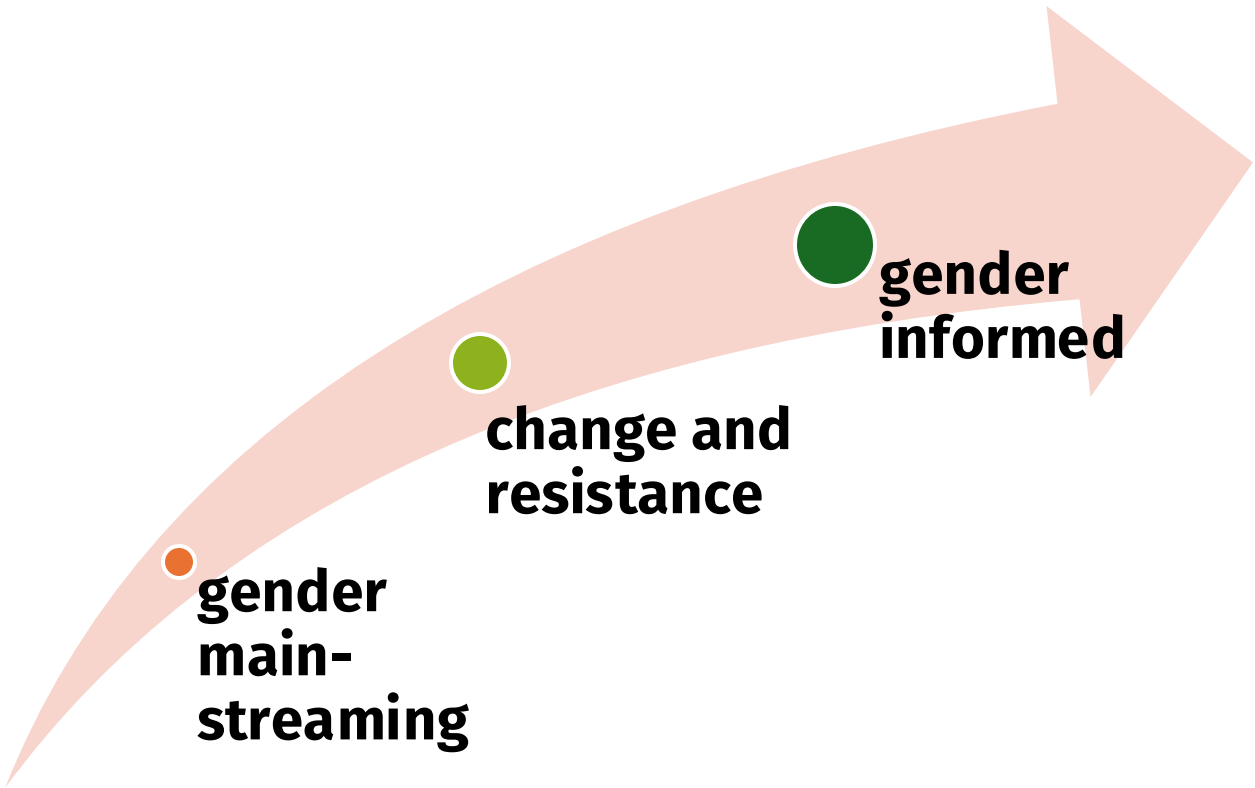 gender
informed
change and
resistance
gender
main-
streaming